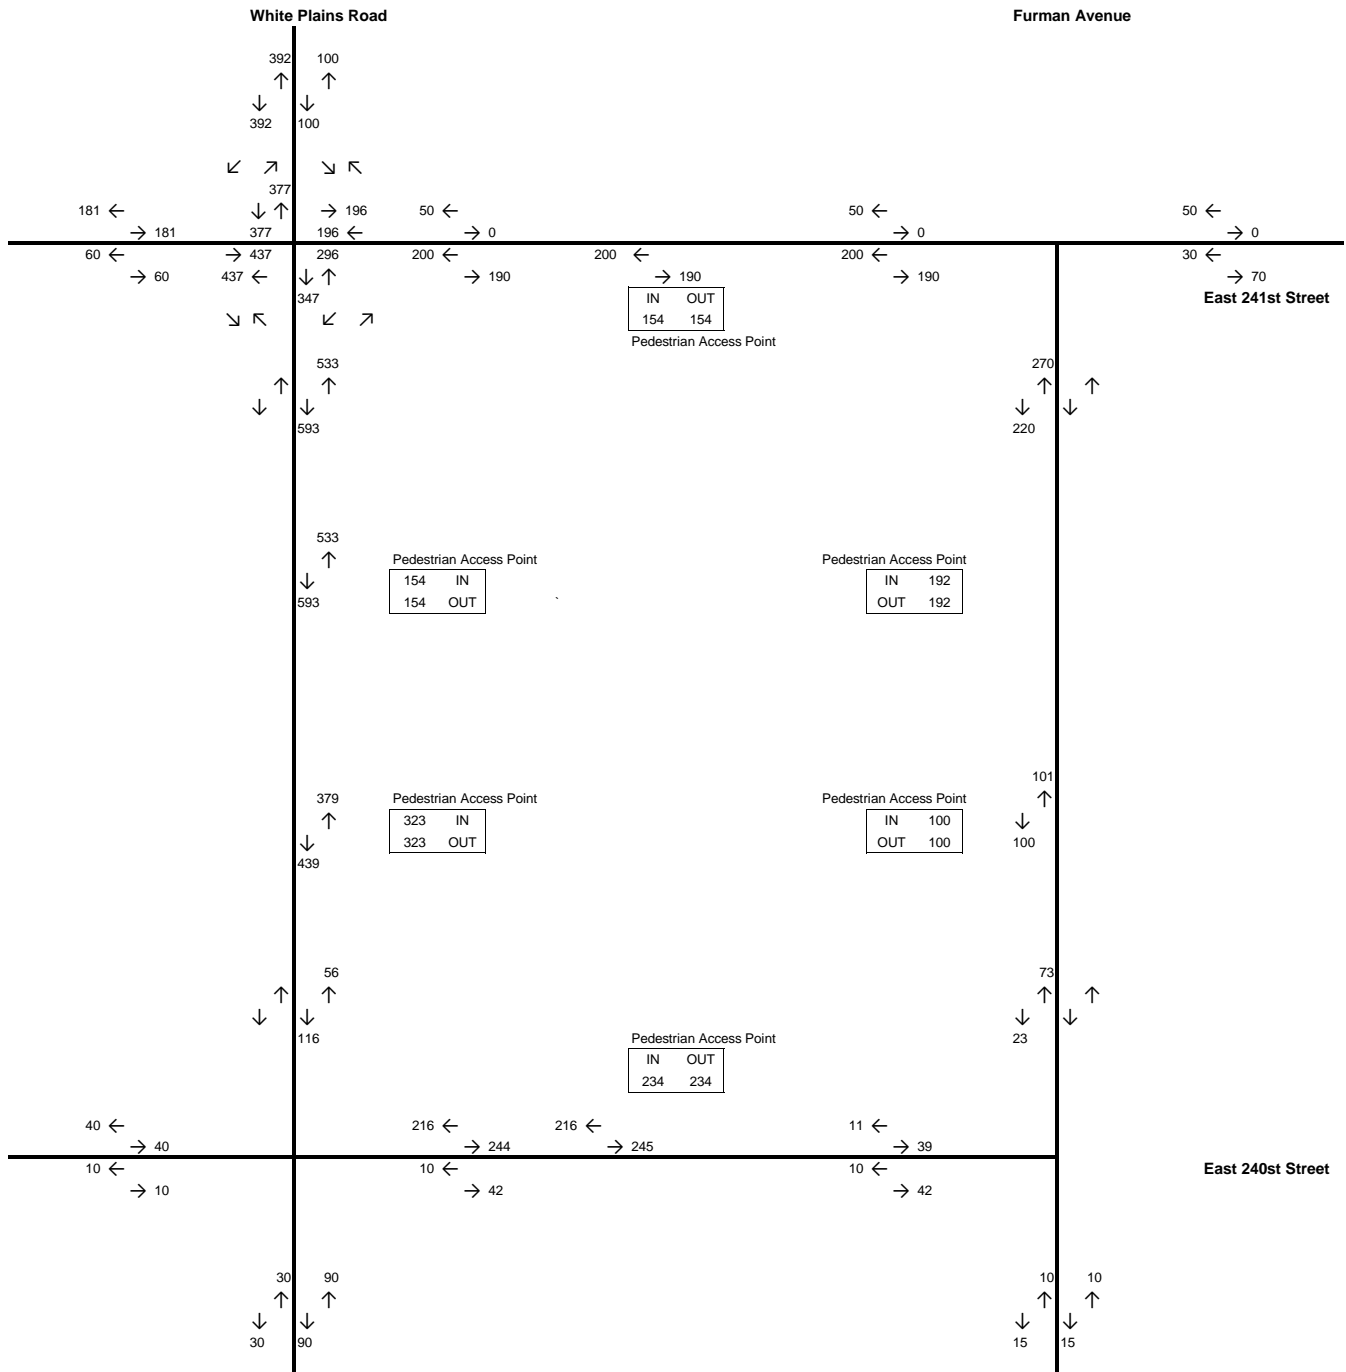 White Plains Road Furman Avenue
392 100
↑ ↑
↓ ↓
392 100
↙ ↗ ↘ ↖
377
181 ← ↓ ↑ → 196 50 ← 50 ← 50 ←
→ 181 377 196 ← → 0 → 0 → 0
60 ← → 437 296 200 ← 200 ← 200 ← 30 ←
→ 60 437 ← ↓ ↑ → 190 → 190 → 190 → 70
347 IN OUT East 241st Street
↘ ↖ ↙ ↗ 154 154
Pedestrian Access Point
533 270
↑ ↑ ↑ ↑
↓ ↓ ↓ ↓
593 220
533
↑ Pedestrian Access Point Pedestrian Access Point
↓ 154 IN IN 192
593 154 OUT ` OUT 192
101
379 Pedestrian Access Point Pedestrian Access Point ↑
↑ 323 IN IN 100 ↓
↓ 323 OUT OUT 100 100
439
56 73
↑ ↑ ↑ ↑
↓ ↓ ↓ ↓
116 Pedestrian Access Point 23
IN OUT
234 234
40 ← 216 ← 216 ← 11 ←
→ 40 → 244 → 245 → 39
10 ← 10 ← 10 ← East 240st Street
→ 10 → 42 → 42
30 90 10 10
↑ ↑ ↑ ↑
↓ ↓ ↓ ↓
30 90 15 15